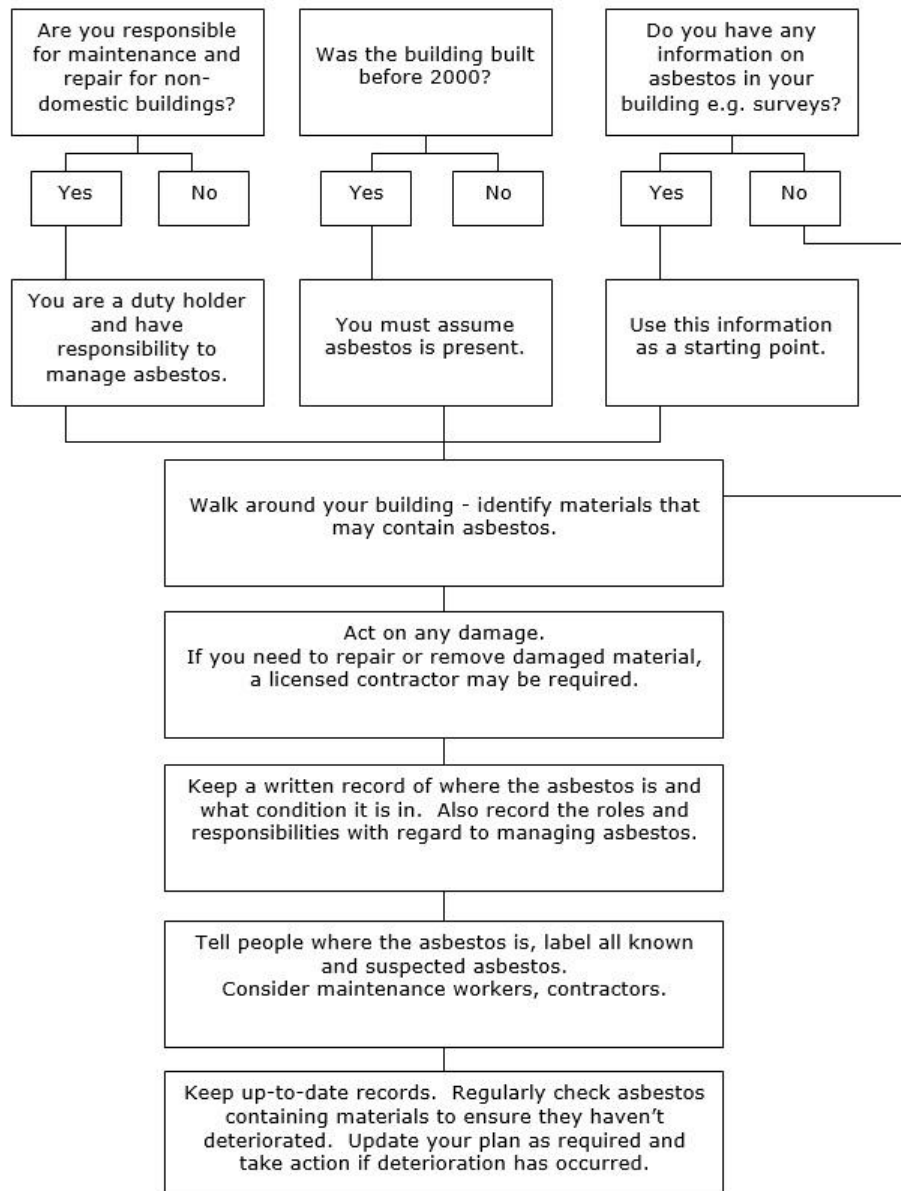 Are you responsible
for maintenance and
repair for non-
domestic buildings?
Was the building built
before 2000?
Do you have any
information on
asbestos in your
building e.g. surveys?
Yes
No
Yes
No
Yes
No
You are a duty holder
and have
responsibility to
manage asbestos.
You must assume
asbestos is present.
Use this information
as a starting point.
Walk around your building - identify materials that
may contain asbestos.
Act on any damage.
If you need to repair or remove damaged material,
a licensed contractor may be required.
Keep a written record of where the asbestos is and
what condition it is in.  Also record the roles and
responsibilities with regard to managing asbestos.
Tell people where the asbestos is, label all known
and suspected asbestos.
Consider maintenance workers, contractors.
Keep up-to-date records.  Regularly check asbestos
containing materials to ensure they haven’t
deteriorated.  Update your plan as required and
take action if deterioration has occurred.